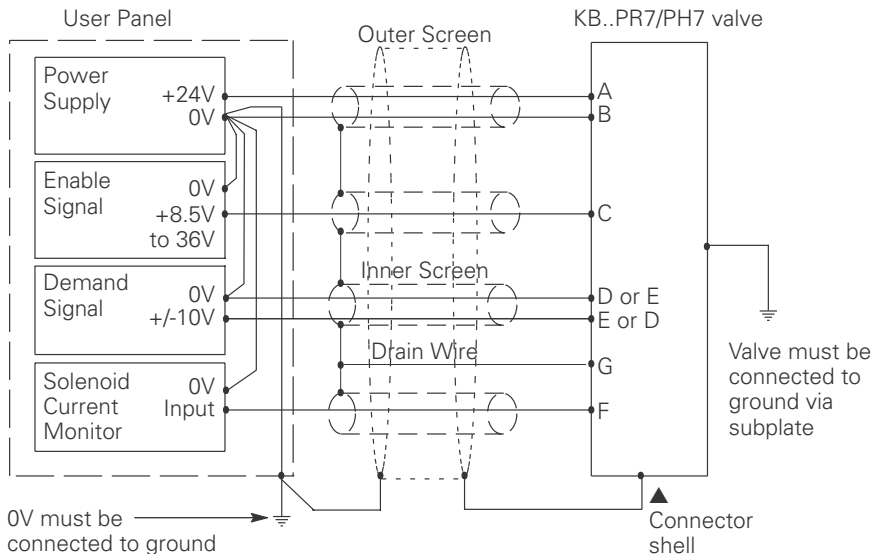 User Panel
Outer Screen
KB..PR7/PH7 valve
Power
Supply
+24V
0V
A
B
Enable
Signal
0V
+8.5V
to 36V
C
Demand
Signal
0V
+/-10V
Inner Screen
D or E
E or D
Drain Wire
G
Solenoid
Current
Monitor
0V
Input
F
Valve must be
connected to
ground via
subplate
0V must be
connected to ground
Connector
shell